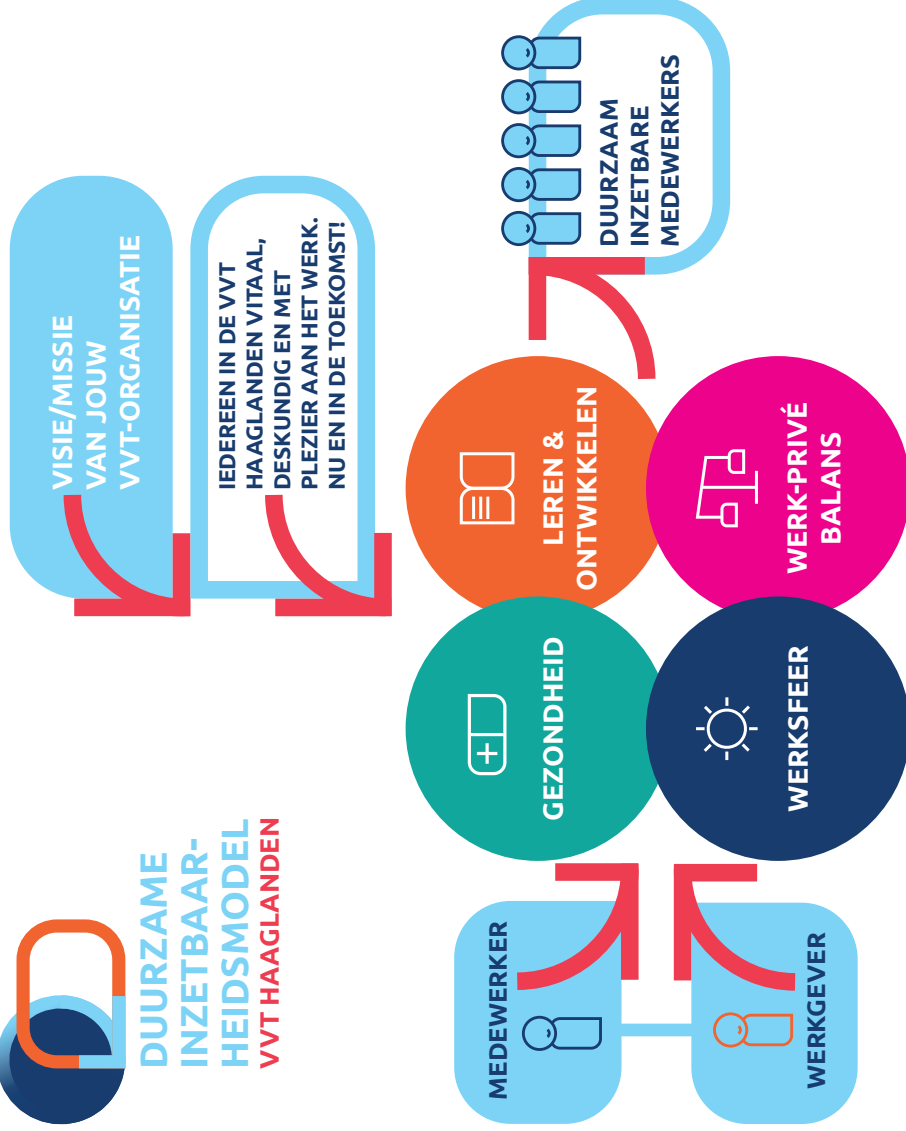 DUURZAME
INZETBAAR-
HEIDSMODEL
VVT HAAGLANDEN
VISIE/MISSIE
VAN JOUW
VVT-ORGANISATIE
IEDEREEN IN DE VVT
HAAGLANDEN VITAAL,
DESKUNDIG EN MET
PLEZIER AAN HET WERK.
NU EN IN DE TOEKOMST!
MEDEWERKER
WERKGEVER
GEZONDHEID
LEREN &
ONTWIKKELEN
WERKSFEER
WERK-PRIVÉ
BALANS
DUURZAAM
INZETBARE
MEDEWERKERS